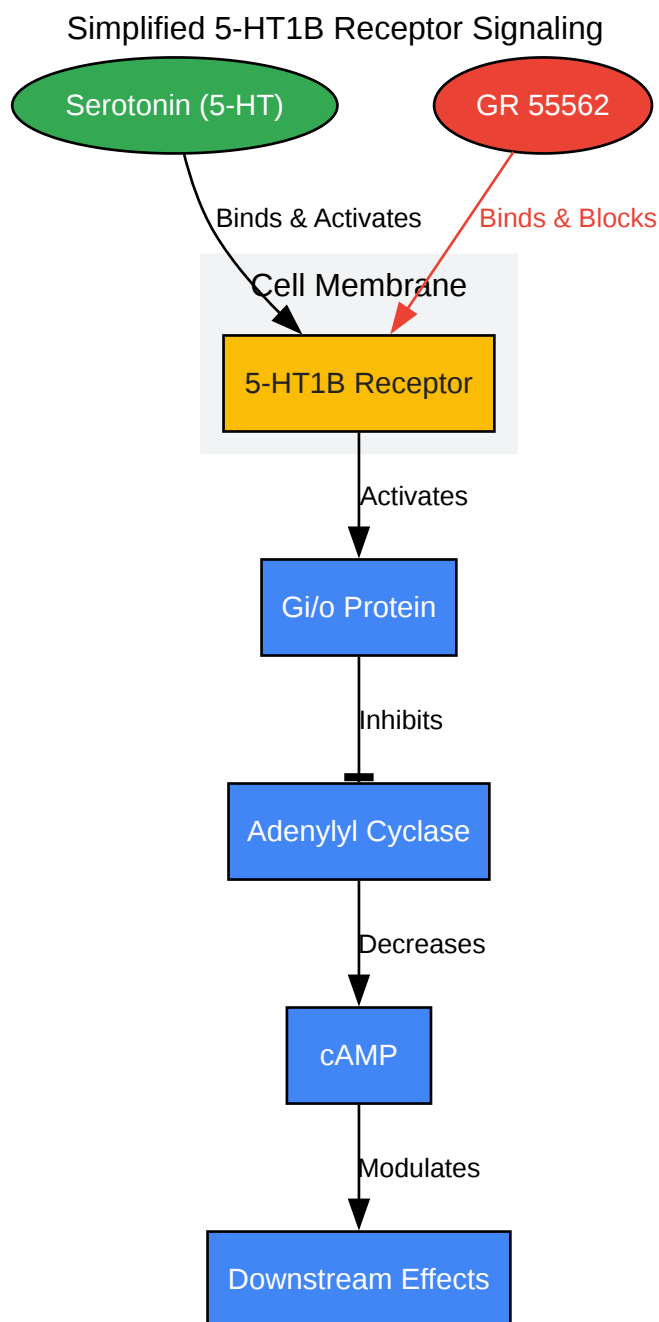 Simplified 5-HT1B Receptor Signaling
Serotonin (5-HT)
GR 55562
Binds & Activates
Binds & Blocks
Cell Membrane
5-HT1B Receptor
Activates
Gi/o Protein
Inhibits
Adenylyl Cyclase
Decreases
cAMP
Modulates
Downstream Effects